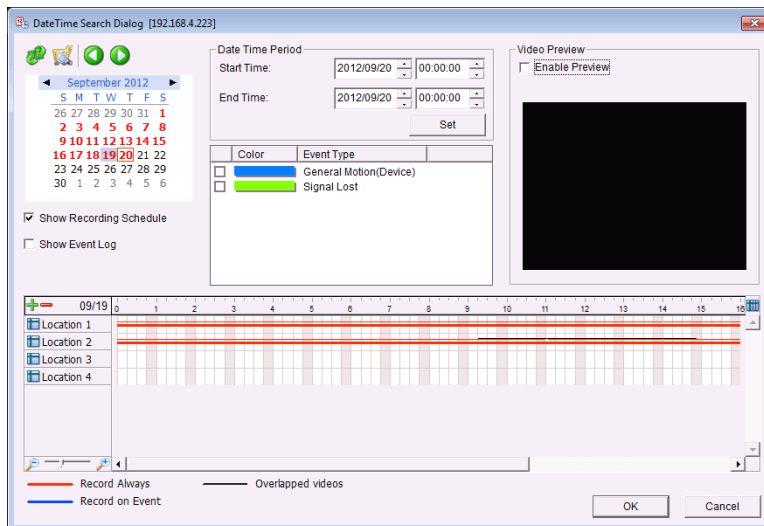 DateTime Search Dialog [192.168.4.223]
September 2012
S M T W T F S
26 27 28 29 30 31 1
2 3 4 5 6 7 8
9 10 11 12 13 14 15
16 17 18 19 20 21 22
23 24 25 26 27 28 29
30 1 2 3 4 5 6
Show Recording Schedule
Show Event Log
Date Time Period
Start Time: 2012/09/20 00:00:00
End Time: 2012/09/20 00:00:00
Set
Color Event Type
General Motion(Device)
Signal Lost
Video Preview
Enable Preview
09/19 0 1 2 3 4 5 6 7 8 9 10 11 12 13 14 15 16
Location 1
Location 2
Location 3
Location 4
Record Always Overlapped videos
Record on Event
OK Cancel